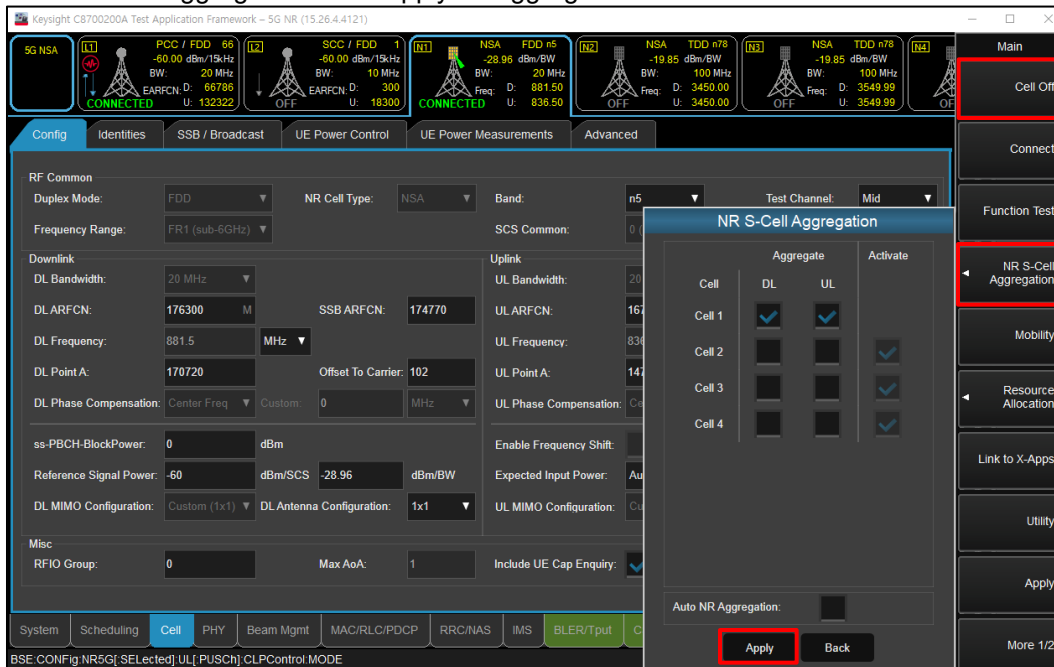 Keysight C8700200A Test Application Framework – 5G NR (15.26.4.4121)
5G NSA
L1 PCC / FDD 66
-60.00 dBm/15kHz
BW: 20 MHz
EARFCN: D: 66786
U: 132322
CONNECTED
L2 SCC / FDD 1
-60.00 dBm/15kHz
BW: 10 MHz
EARFCN: D: 300
U: 18300
OFF
N1 NSA FDD n5
-28.96 dBm/BW
BW: 20 MHz
Freq: D: 881.50
U: 836.50
CONNECTED
N2 NSA TDD n78
-19.85 dBm/BW
BW: 100 MHz
Freq: D: 3450.00
U: 3450.00
OFF
N3 NSA TDD n78
-19.85 dBm/BW
BW: 100 MHz
Freq: D: 3549.99
U: 3549.99
OFF
N4
Main
Cell Off
Connect
Function Test
NR S-Cell
Aggregation
Mobility
Resource
Allocation
Link to X-Apps
Utility
Apply
More 1/2
Config Identities SSB / Broadcast UE Power Control UE Power Measurements Advanced
RF Common
Duplex Mode: FDD NR Cell Type: NSA Band: n5 Test Channel: Mid
Frequency Range: FR1 (sub-6GHz) SCS Common: 0 (
Downlink Uplink
DL Bandwidth: 20 MHz UL Bandwidth: 20
DL ARFCN: 176300 M SSB ARFCN: 174770 UL ARFCN: 167
DL Frequency: 881.5 MHz UL Frequency: 836
DL Point A: 170720 Offset To Carrier: 102 UL Point A: 147
DL Phase Compensation: Center Freq Custom: 0 MHz UL Phase Compensation: Ce
ss-PBCH-BlockPower: 0 dBm Enable Frequency Shift:
Reference Signal Power: -60 dBm/SCS -28.96 dBm/BW Expected Input Power: Au
DL MIMO Configuration: Custom (1x1) DL Antenna Configuration: 1x1 UL MIMO Configuration: Cu
Misc
RFIO Group: 0 Max AoA: 1 Include UE Cap Enquiry:
NR S-Cell Aggregation
Aggregate Activate
Cell DL UL
Cell 1
Cell 2
Cell 3
Cell 4
Auto NR Aggregation:
Apply Back
System Scheduling Cell PHY Beam Mgmt MAC/RLC/PDCP RRC/NAS IMS BLER/Tput C
BSE:CONFig:NR5G[:SELected]:UL[:PUSCh]:CLPControl:MODE